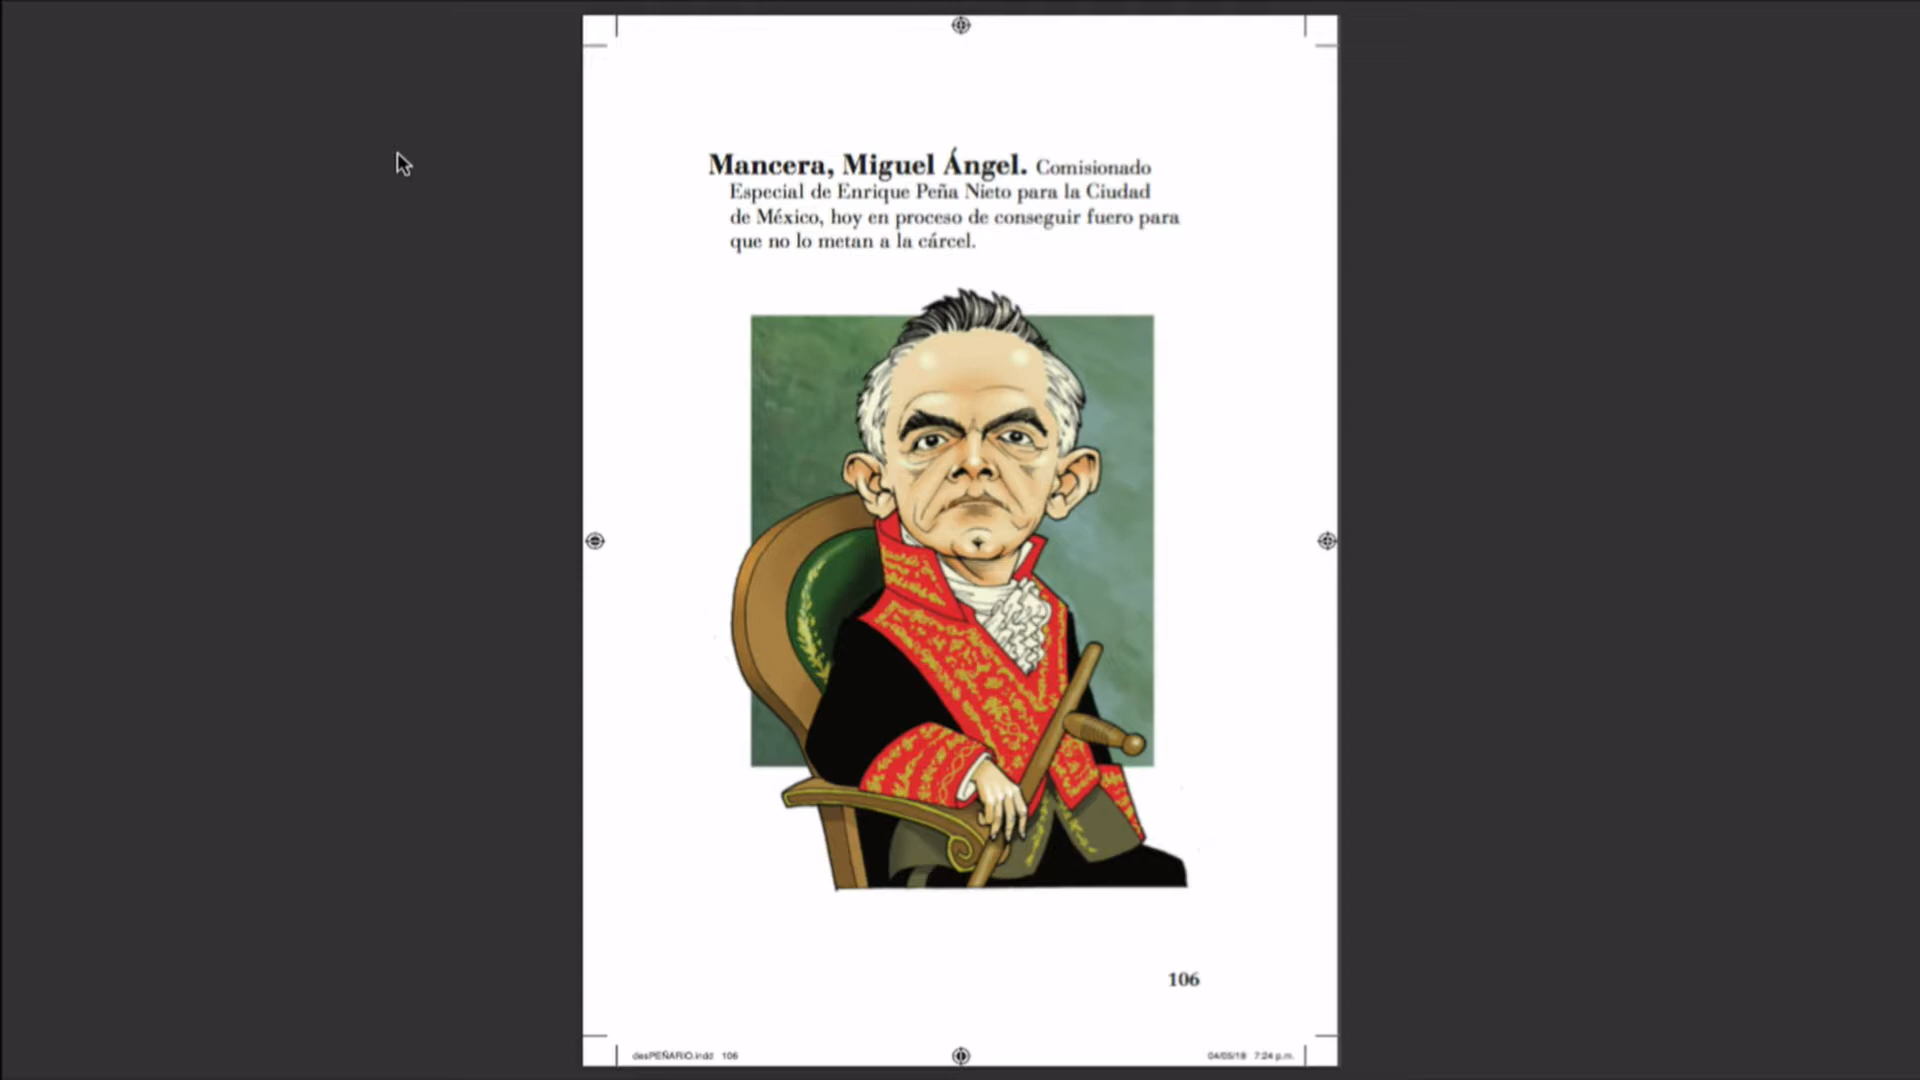 Mancera, Miguel Ángel. Comisionado
Especial de Enrique Peña Nieto para la Ciudad
de México, hoy en proceso de conseguir fuero para
que no lo metan a la cárcel.
106
desPEÑARIO.indd 106
04/05/18 7:24 p.m.